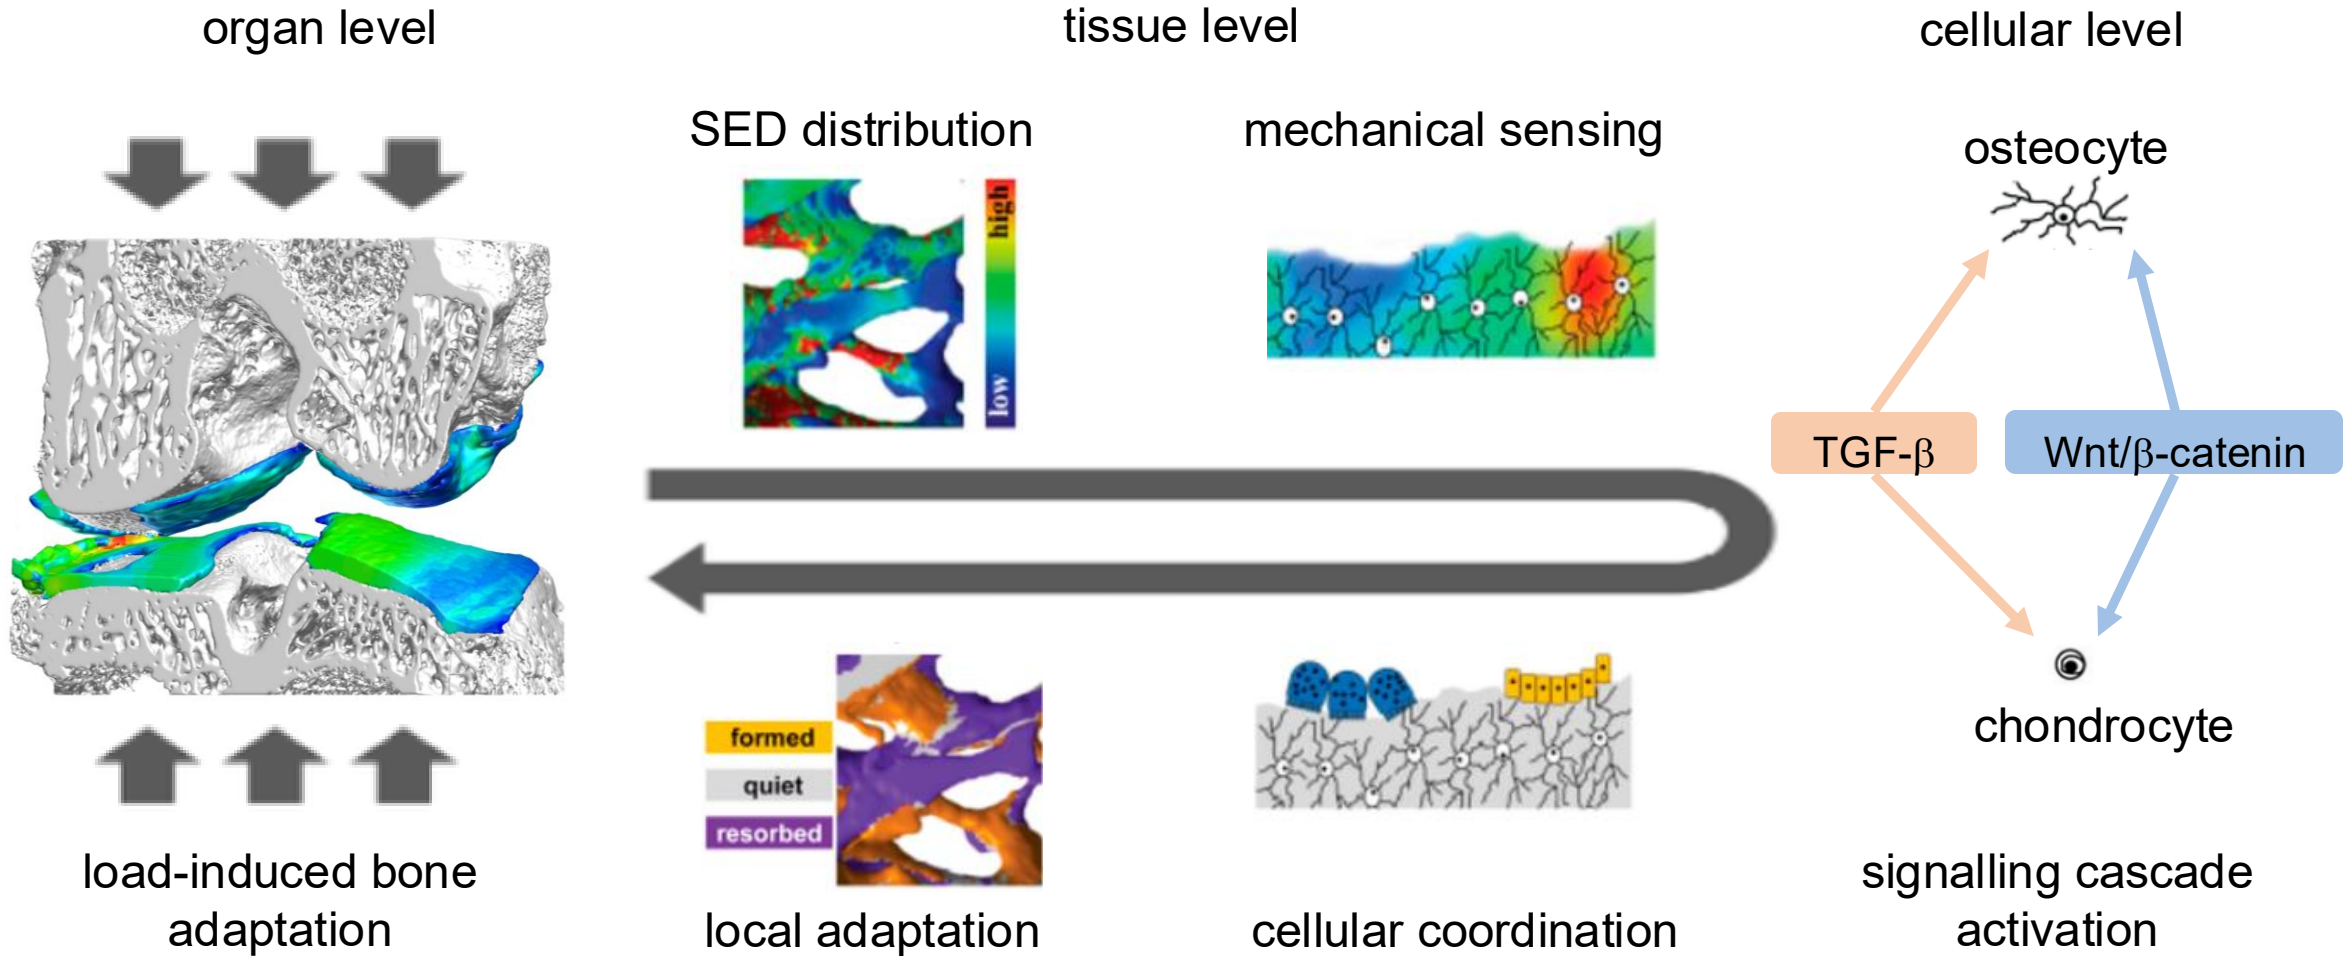 organ level
tissue level
cellular level
SED distribution
mechanical sensing
osteocyte
high
low
TGF-β
Wnt/β-catenin
formed
quiet
resorbed
chondrocyte
load-induced bone
adaptation
local adaptation
cellular coordination
signalling cascade
activation